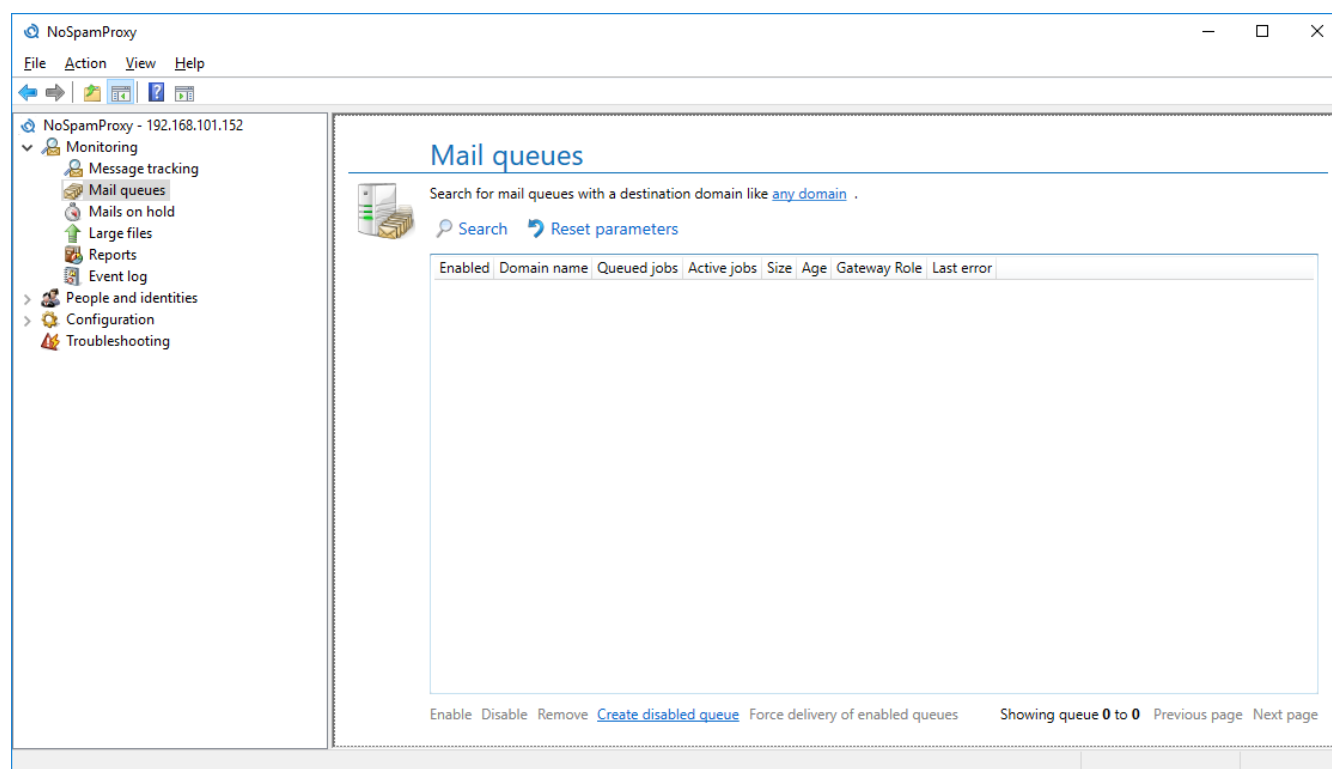 NoSpamProxy
File Action View Help
NoSpamProxy - 192.168.101.152
Monitoring
Message tracking
Mail queues
Mails on hold
Large files
Reports
Event log
People and identities
Configuration
Troubleshooting
Mail queues
Search for mail queues with a destination domain like any domain .
Search Reset parameters
Enabled Domain name Queued jobs Active jobs Size Age Gateway Role Last error
Enable Disable Remove Create disabled queue Force delivery of enabled queues Showing queue 0 to 0 Previous page Next page